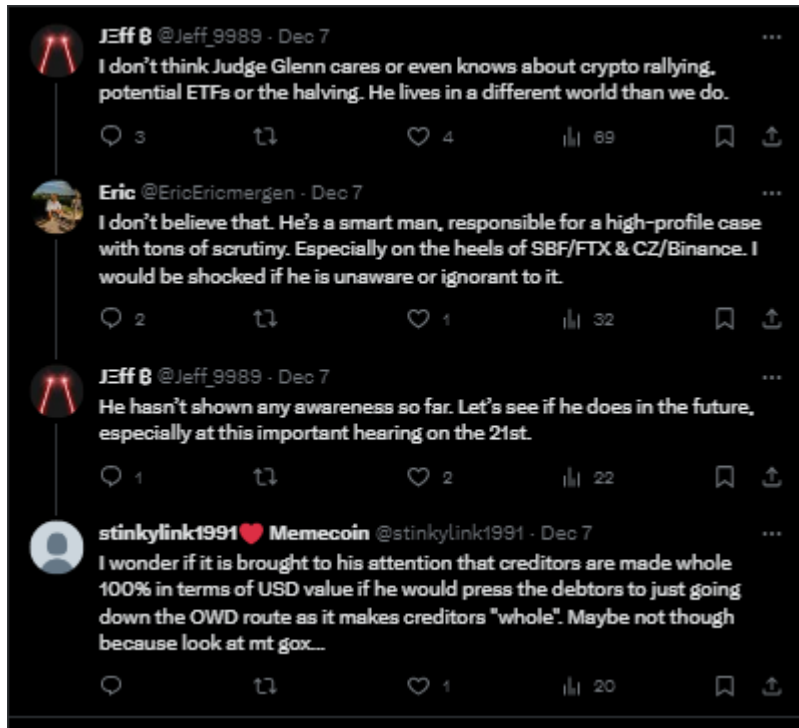 JΞff ₿ @Jeff_9989 · Dec 7
I don't think Judge Glenn cares or even knows about crypto rallying,
potential ETFs or the halving. He lives in a different world than we do.
3 4 69
Eric @EricEricmergen · Dec 7
I don't believe that. He's a smart man, responsible for a high-profile case
with tons of scrutiny. Especially on the heels of SBF/FTX & CZ/Binance. I
would be shocked if he is unaware or ignorant to it.
2 1 32
JΞff ₿ @Jeff_9989 · Dec 7
He hasn't shown any awareness so far. Let's see if he does in the future,
especially at this important hearing on the 21st.
1 2 22
stinkylink1991❤️ Memecoin @stinkylink1991 · Dec 7
I wonder if it is brought to his attention that creditors are made whole
100% in terms of USD value if he would press the debtors to just going
down the OWD route as it makes creditors "whole". Maybe not though
because look at mt gox...
1 20